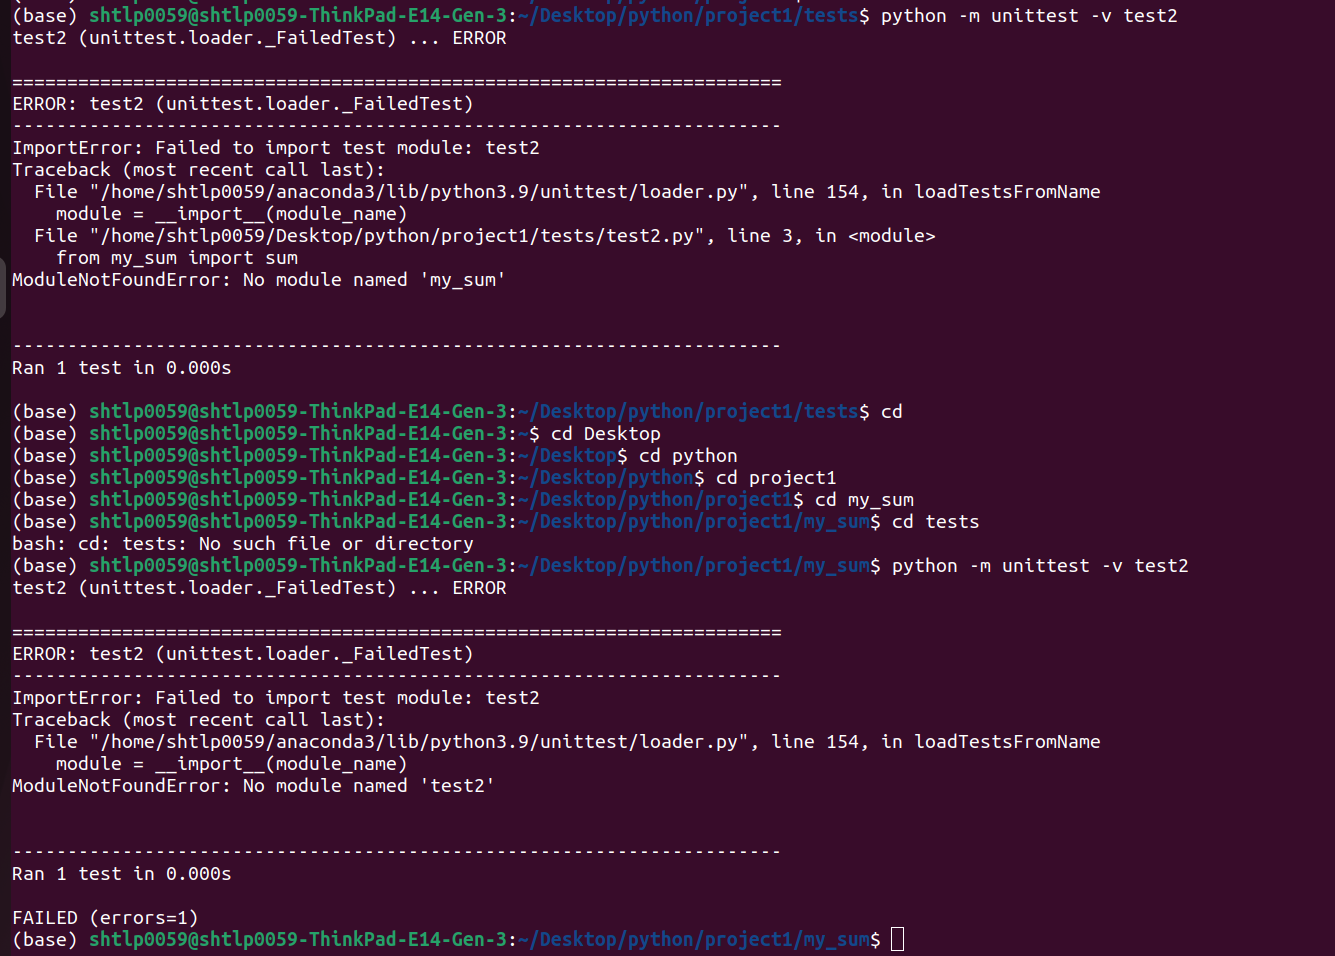 (base) shtlp0059@shtlp0059-ThinkPad-E14-Gen-3:~/Desktop/python/project1/tests$ python -m unittest -v test2
test2 (unittest.loader._FailedTest) ... ERROR
======================================================================
ERROR: test2 (unittest.loader._FailedTest)
----------------------------------------------------------------------
ImportError: Failed to import test module: test2
Traceback (most recent call last):
  File "/home/shtlp0059/anaconda3/lib/python3.9/unittest/loader.py", line 154, in loadTestsFromName
    module = __import__(module_name)
  File "/home/shtlp0059/Desktop/python/project1/tests/test2.py", line 3, in <module>
    from my_sum import sum
ModuleNotFoundError: No module named 'my_sum'
----------------------------------------------------------------------
Ran 1 test in 0.000s
(base) shtlp0059@shtlp0059-ThinkPad-E14-Gen-3:~/Desktop/python/project1/tests$ cd
(base) shtlp0059@shtlp0059-ThinkPad-E14-Gen-3:~$ cd Desktop
(base) shtlp0059@shtlp0059-ThinkPad-E14-Gen-3:~/Desktop$ cd python
(base) shtlp0059@shtlp0059-ThinkPad-E14-Gen-3:~/Desktop/python$ cd project1
(base) shtlp0059@shtlp0059-ThinkPad-E14-Gen-3:~/Desktop/python/project1$ cd my_sum
(base) shtlp0059@shtlp0059-ThinkPad-E14-Gen-3:~/Desktop/python/project1/my_sum$ cd tests
bash: cd: tests: No such file or directory
(base) shtlp0059@shtlp0059-ThinkPad-E14-Gen-3:~/Desktop/python/project1/my_sum$ python -m unittest -v test2
test2 (unittest.loader._FailedTest) ... ERROR
======================================================================
ERROR: test2 (unittest.loader._FailedTest)
----------------------------------------------------------------------
ImportError: Failed to import test module: test2
Traceback (most recent call last):
  File "/home/shtlp0059/anaconda3/lib/python3.9/unittest/loader.py", line 154, in loadTestsFromName
    module = __import__(module_name)
ModuleNotFoundError: No module named 'test2'
----------------------------------------------------------------------
Ran 1 test in 0.000s
FAILED (errors=1)
(base) shtlp0059@shtlp0059-ThinkPad-E14-Gen-3:~/Desktop/python/project1/my_sum$